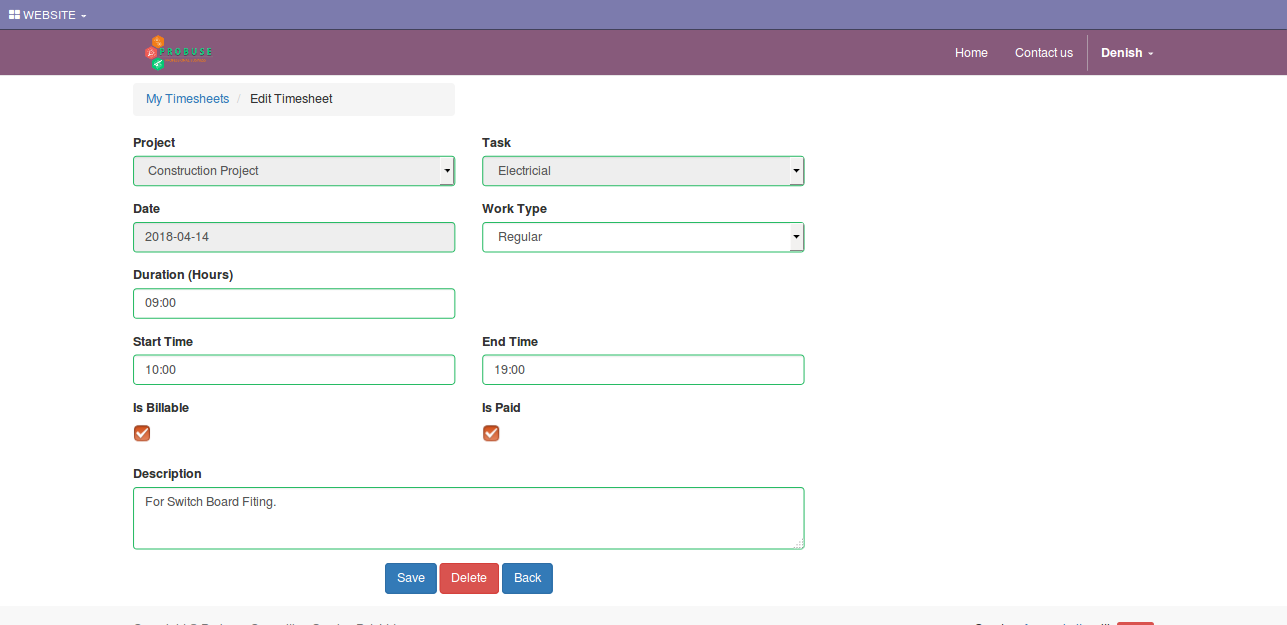 WEBSITE
PROBUSE
Home Contact us Denish
My Timesheets / Edit Timesheet
Project Task
Construction Project Electricial
Date Work Type
2018-04-14 Regular
Duration (Hours)
09:00
Start Time End Time
10:00 19:00
Is Billable Is Paid
Description
For Switch Board Fiting.
Save Delete Back